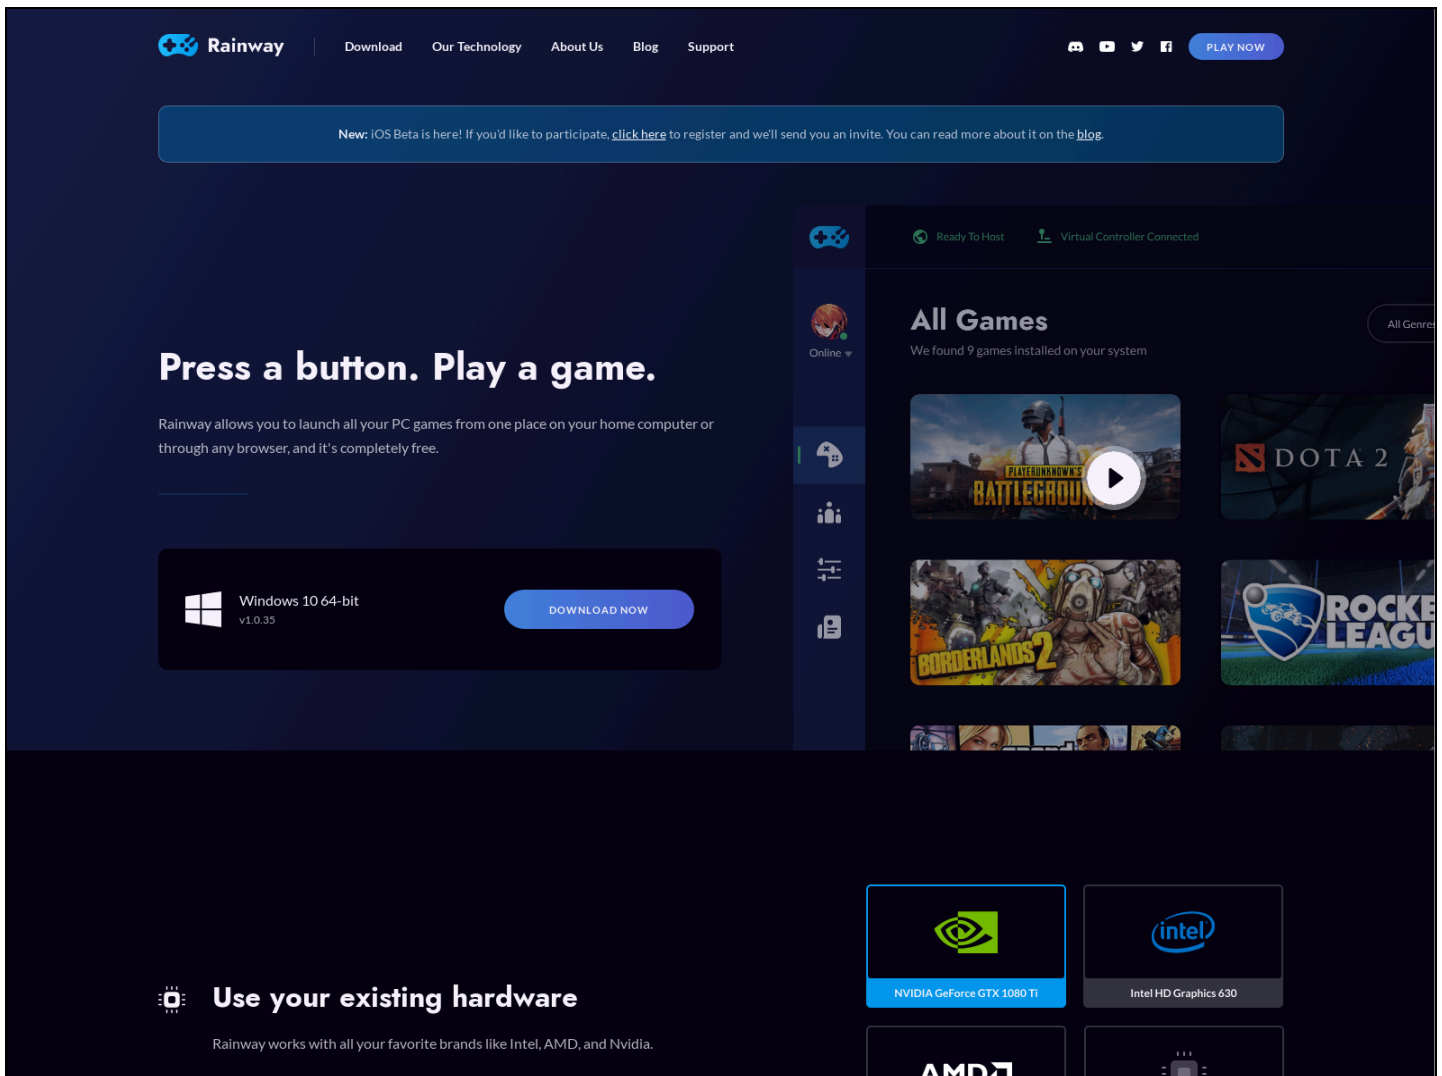 Rainway
Download
Our Technology
About Us
Blog
Support
PLAY NOW
New: iOS Beta is here! If you'd like to participate, click here to register and we'll send you an invite. You can read more about it on the blog.
Ready To Host
Virtual Controller Connected
All Games
All Genres
We found 9 games installed on your system
Online
Press a button. Play a game.
Rainway allows you to launch all your PC games from one place on your home computer or
through any browser, and it's completely free.
PLAYERUNKNOWN'S
DOTA 2
Windows 10 64-bit
v1.0.35
DOWNLOAD NOW
BORDERLANDS 2
Use your existing hardware
Rainway works with all your favorite brands like Intel, AMD, and Nvidia.
intel
NVIDIA GeForce GTX 1080 Ti
Intel HD Graphics 630
AMD